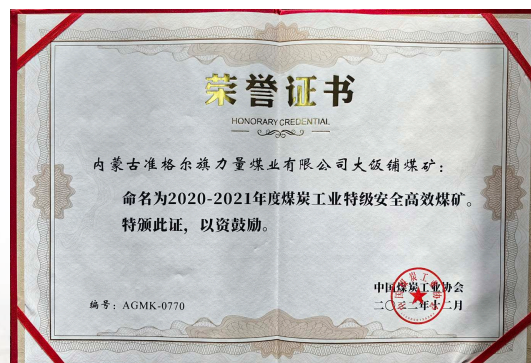 荣誉证书
HONORARY CREDENTIAL
内蒙古准格尔旗力量煤业有限公司大饭铺煤矿：
命名为2020-2021年度煤炭工业特级安全高效煤矿。
特颁此证，以资鼓励。
中国煤炭工业协会
二〇二二年十二月
编号：AGMK-0770